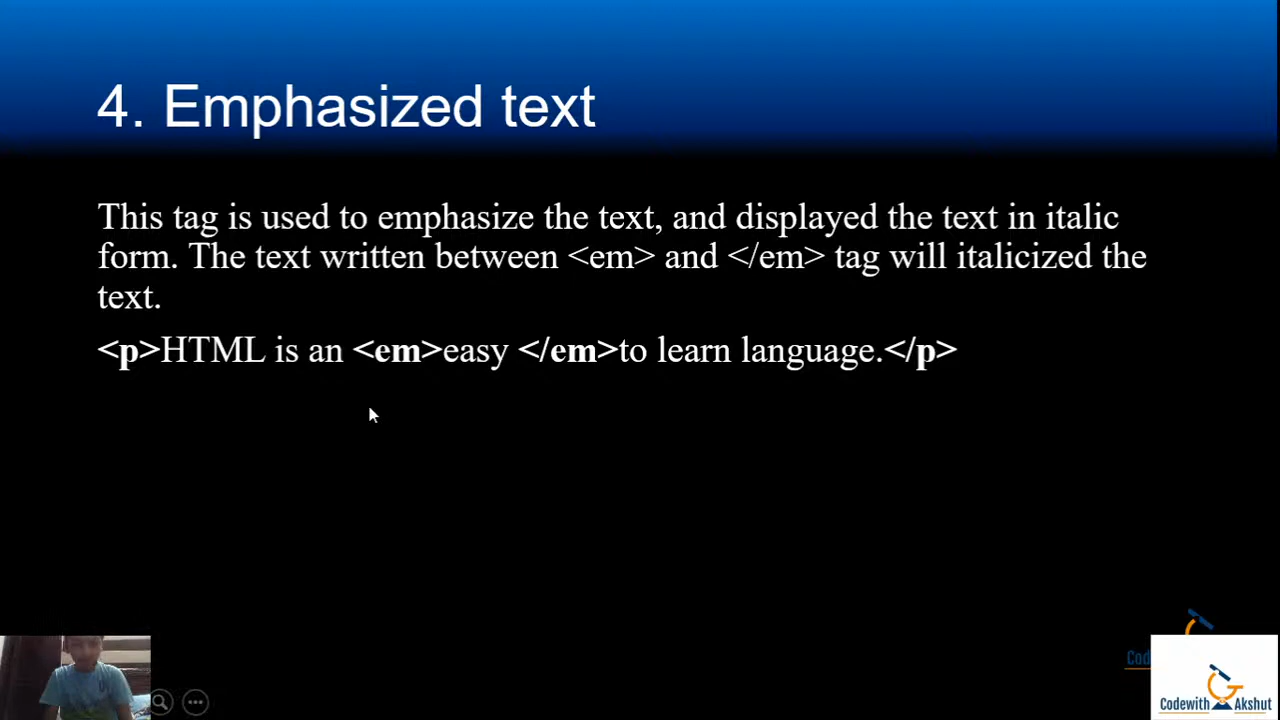 4. Emphasized text
This tag is used to emphasize the text, and displayed the text in italic
form. The text written between <em> and </em> tag will italicized the
text.
<p>HTML is an <em>easy </em>to learn language.</p>
Cod
Codewith Akshut